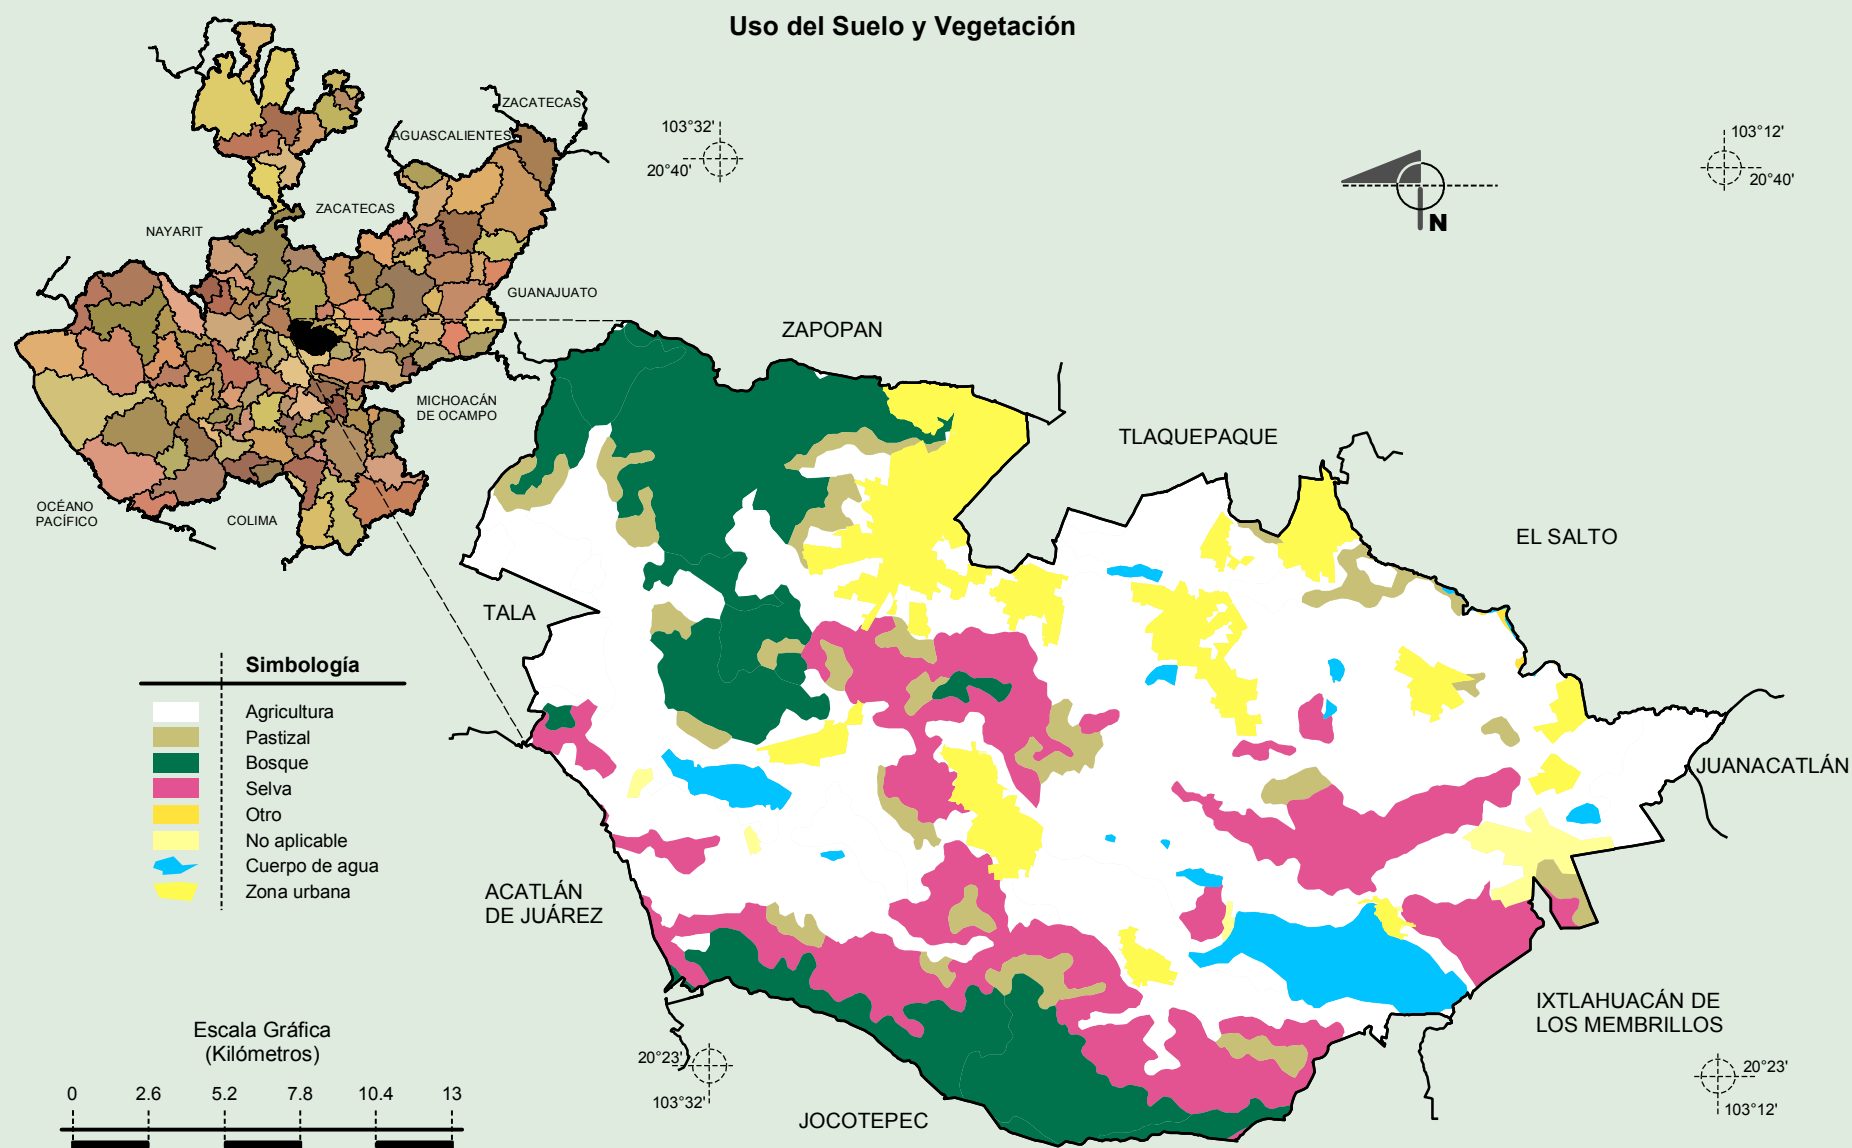 Uso del Suelo y Vegetación
ZACATECAS
AGUASCALIENTES
ZACATECAS
NAYARIT
GUANAJUATO
MICHOACÁN
DE OCAMPO
OCÉANO
PACÍFICO
COLIMA
103°32'
20°40'
103°12'
20°40'
N
ZAPOPAN
TLAQUEPAQUE
EL SALTO
TALA
JUANACATLÁN
ACATLÁN
DE JUÁREZ
IXTLAHUACÁN DE
LOS MEMBRILLOS
JOCOTEPEC
20°23'
103°32'
20°23'
103°12'
Simbología
Agricultura
Pastizal
Bosque
Selva
Otro
No aplicable
Cuerpo de agua
Zona urbana
Escala Gráfica
(Kilómetros)
0 2.6 5.2 7.8 10.4 13